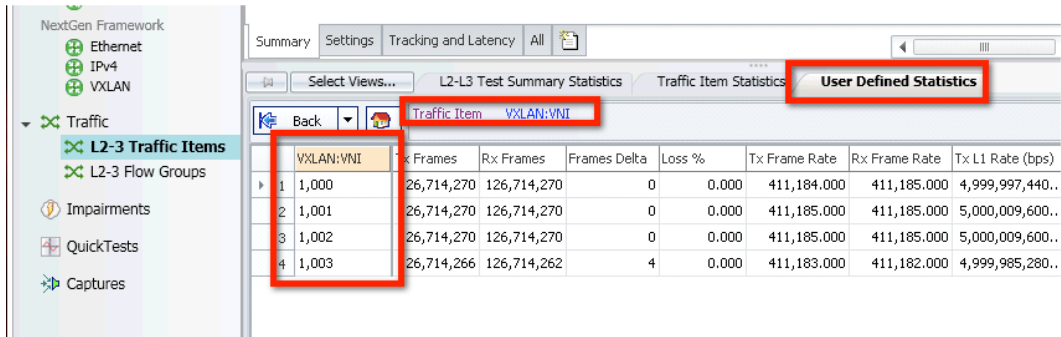 NextGen Framework
Ethernet
IPv4
VXLAN
Traffic
L2-3 Traffic Items
L2-3 Flow Groups
Impairments
QuickTests
Captures
Summary Settings Tracking and Latency All
Select Views... L2-L3 Test Summary Statistics Traffic Item Statistics User Defined Statistics
Back Traffic Item VXLAN:VNI
VXLAN:VNI Tx Frames Rx Frames Frames Delta Loss % Tx Frame Rate Rx Frame Rate Tx L1 Rate (bps)
1 1,000 26,714,270 126,714,270 0 0.000 411,184.000 411,185.000 4,999,997,440..
2 1,001 26,714,270 126,714,270 0 0.000 411,185.000 411,185.000 5,000,009,600..
3 1,002 26,714,270 126,714,270 0 0.000 411,185.000 411,185.000 5,000,009,600..
4 1,003 26,714,266 126,714,262 4 0.000 411,183.000 411,182.000 4,999,985,280..